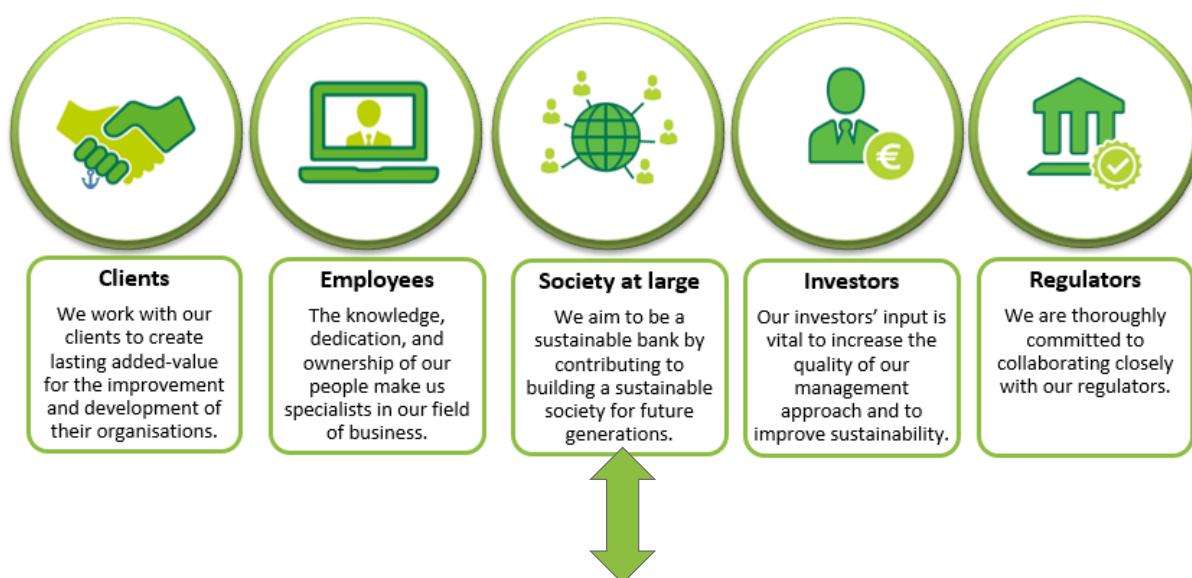 €
Clients
We work with our
clients to create
lasting added-value
for the improvement
and development of
their organisations.
Employees
The knowledge,
dedication, and
ownership of our
people make us
specialists in our field
of business.
Society at large
We aim to be a
sustainable bank by
contributing to
building a sustainable
society for future
generations.
Investors
Our investors’ input is
vital to increase the
quality of our
management
approach and to
improve sustainability.
Regulators
We are thoroughly
committed to
collaborating closely
with our regulators.